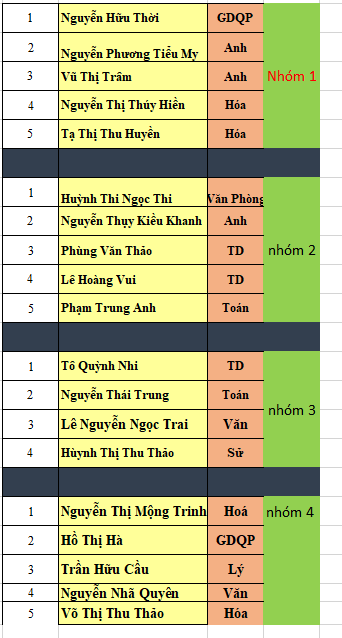 1 Nguyễn Hữu Thời GDQP
2 Nguyễn Phương Tiểu My Anh
3 Vũ Thị Trâm Anh Nhóm 1
4 Nguyễn Thị Thúy Hiền Hóa
5 Tạ Thị Thu Huyền Hóa
1 Huỳnh Thi Ngọc Thi Văn Phòng
2 Nguyễn Thụy Kiều Khanh Anh
3 Phùng Văn Thảo TD nhóm 2
4 Lê Hoàng Vui TD
5 Phạm Trung Anh Toán
1 Tô Quỳnh Nhi TD
2 Nguyễn Thái Trung Toán
3 Lê Nguyễn Ngọc Trai Văn nhóm 3
4 Hùynh Thị Thu Thảo Sử
1 Nguyễn Thị Mộng Trinh Hoá nhóm 4
2 Hồ Thị Hà GDQP
3 Trần Hữu Cầu Lý
4 Nguyễn Nhã Quyên Văn
5 Võ Thị Thu Thảo Hóa